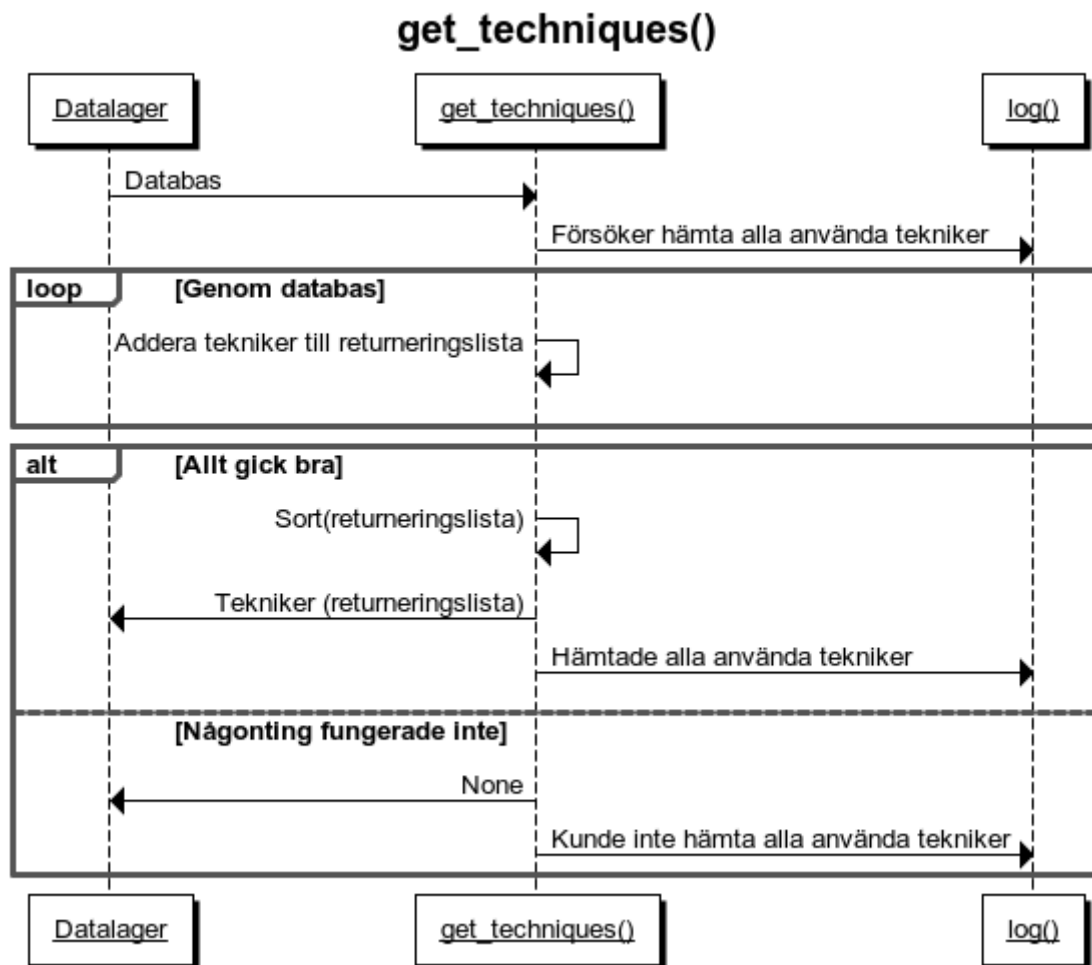 get_techniques()
Datalager
get_techniques()
log()
Databas
Försöker hämta alla använda tekniker
loop
[Genom databas]
Addera tekniker till returneringslista
alt
[Allt gick bra]
Sort(returneringslista)
Tekniker (returneringslista)
Hämtade alla använda tekniker
[Någonting fungerade inte]
None
Kunde inte hämta alla använda tekniker
Datalager
get_techniques()
log()